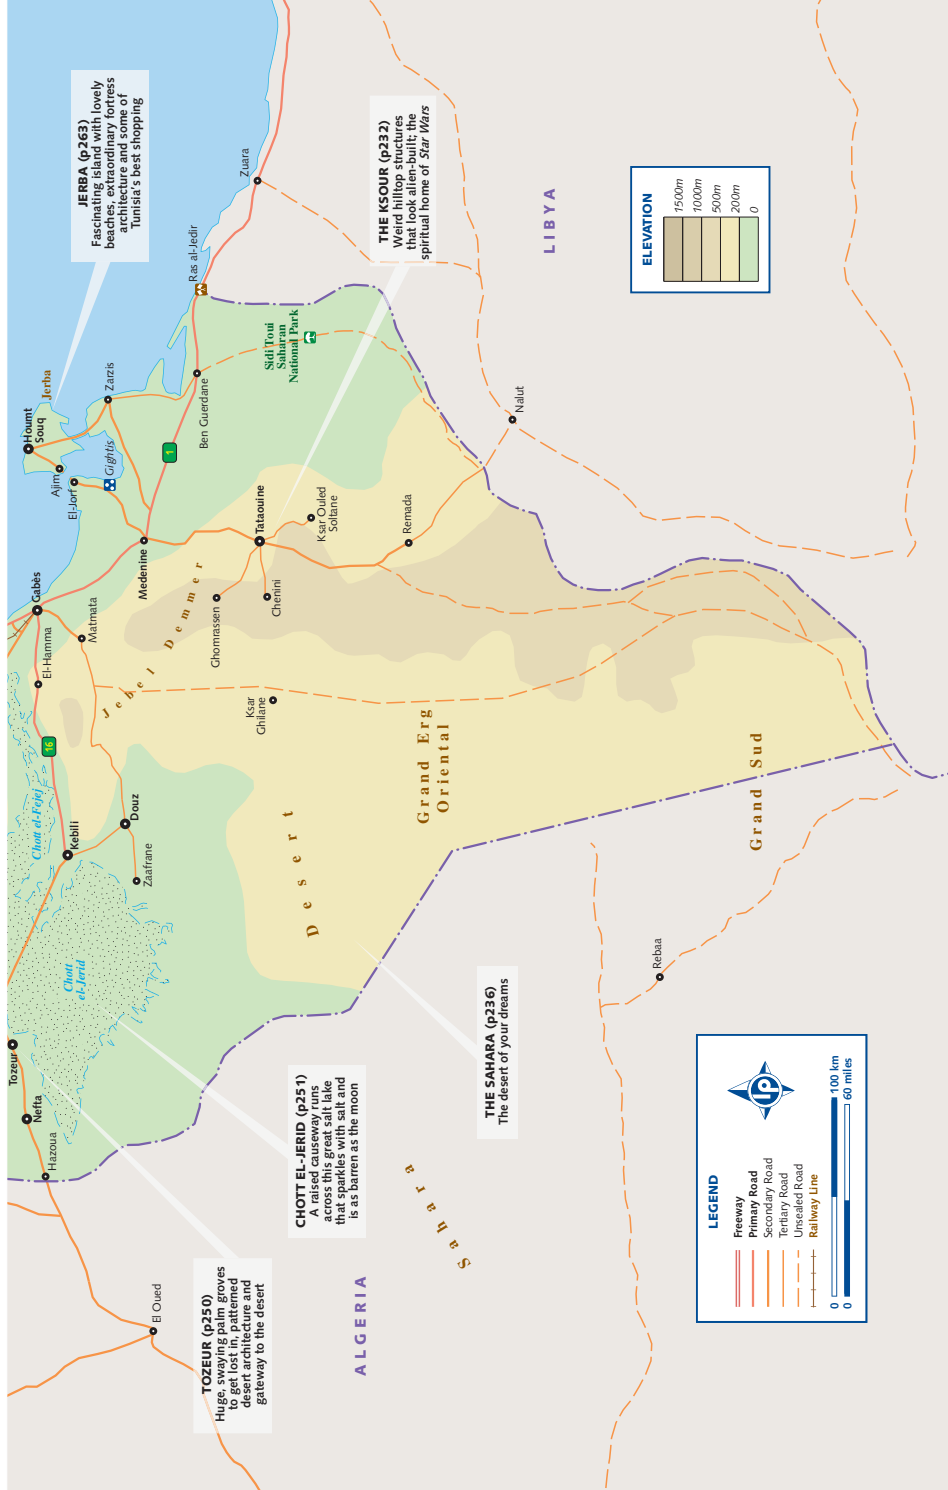 JERBA (p263)
Fascinating island with lovely
beaches, extraordinary fortress
architecture and some of
Tunisia's best shopping
THE KSOUR (p232)
Weird hilltop structures
that look alien-built; the
spiritual home of Star Wars
TOZEUR (p250)
Huge, swaying palm groves
to get lost in, patterned
desert architecture and
gateway to the desert
CHOTT EL-JERID (p251)
A raised causeway runs
across this great salt lake
that sparkles with salt and
is as barren as the moon
THE SAHARA (p236)
The desert of your dreams
Tozeur
Nefta
Hazoua
El Oued
Chott
el-Jerid
Chott el-Fejej
Kebili
Douz
Zaafrane
16
El-Hamma
Gabès
Matmata
Medenine
El-Jorf
Ajim
Houmt
Souq
Jerba
Gightis
Zarzis
1
Ben Guerdane
Ras al-Jedir
Zuara
Sidi Toui
Saharan
National Park
Jebel Demmer
Ghomrassen
Chenini
Tataouine
Ksar Ouled
Soltane
Remada
Ksar
Ghilane
Nalut
Rebaa
Desert
Grand Erg
Oriental
Grand Sud
Sahara
ALGERIA
LIBYA
LEGEND
Freeway
Primary Road
Secondary Road
Tertiary Road
Unsealed Road
Railway Line
0 100 km
0 60 miles
lp
ELEVATION
1500m
1000m
500m
200m
0